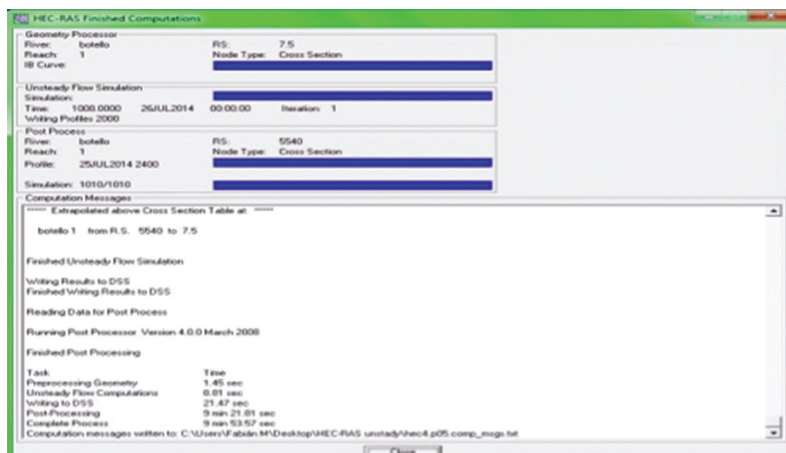 HEC-RAS Finished Computations
Geometry Processor
River: botello RS: 7.5
Reach: 1 Node Type: Cross Section
IB Curve:
Unsteady Flow Simulation
Simulation:
Time: 1008.0000 26JUL2014 00:00:00 Iteration: 1
Writing Profiles 2000
Post Process
River: botello RS: 5540
Reach: 1 Node Type: Cross Section
Profile: 25JUL2014 2400
Simulation: 1010/1010
Computation Messages
***** Extrapolated above Cross Section Table at: *****
botello 1 from R.S. 5540 to 7.5
Finished Unsteady Flow Simulation
Writing Results to DSS
Finished Writing Results to DSS
Reading Data for Post Process
Running Post Processor Version 4.0.0 March 2008
Finished Post Processing
Task Time
Preprocessing Geometry 1.45 sec
Unsteady Flow Computations 8.81 sec
Writing to DSS 21.47 sec
Post-Processing 9 min 21.81 sec
Complete Process 9 min 53.57 sec
Computation messages written to: C:\Users\Fabián M\Desktop\HEC-RAS unstady\hec4.p05.comp_msgs.txt
Close